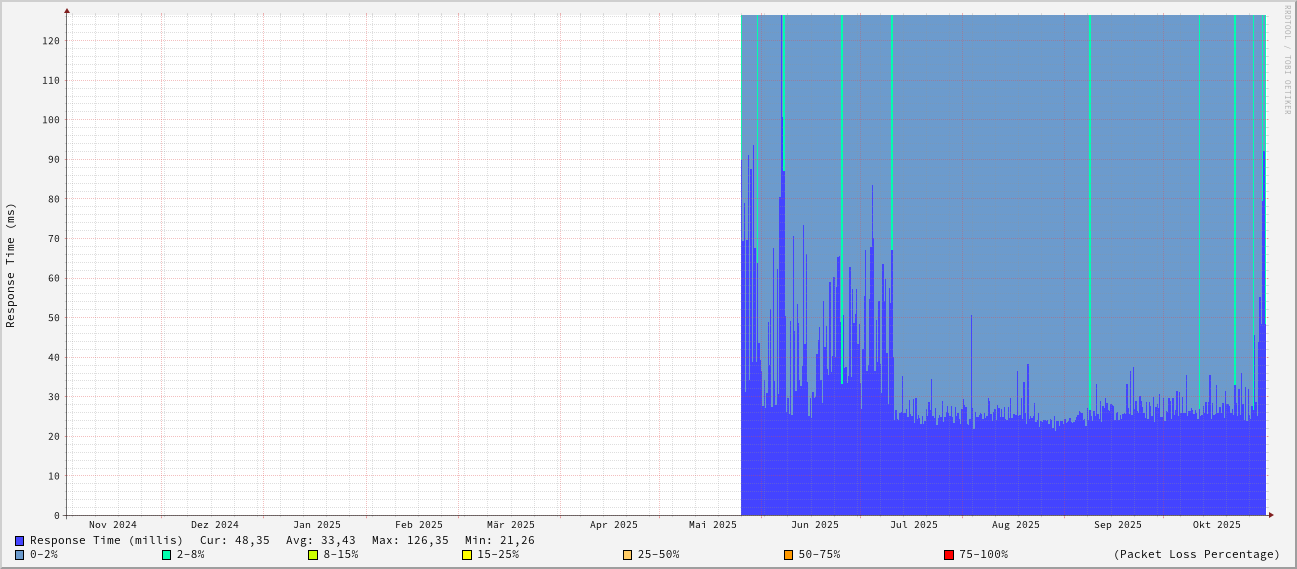 RRDTOOL / TOBI OETIKER
Response Time (ms)
120
110
100
90
80
70
60
50
40
30
20
10
0
Nov 2024 Dez 2024 Jan 2025 Feb 2025 Mär 2025 Apr 2025 Mai 2025 Jun 2025 Jul 2025 Aug 2025 Sep 2025 Okt 2025
Response Time (millis) Cur: 48,35 Avg: 33,43 Max: 126,35 Min: 21,26
0-2% 2-8% 8-15% 15-25% 25-50% 50-75% 75-100% (Packet Loss Percentage)